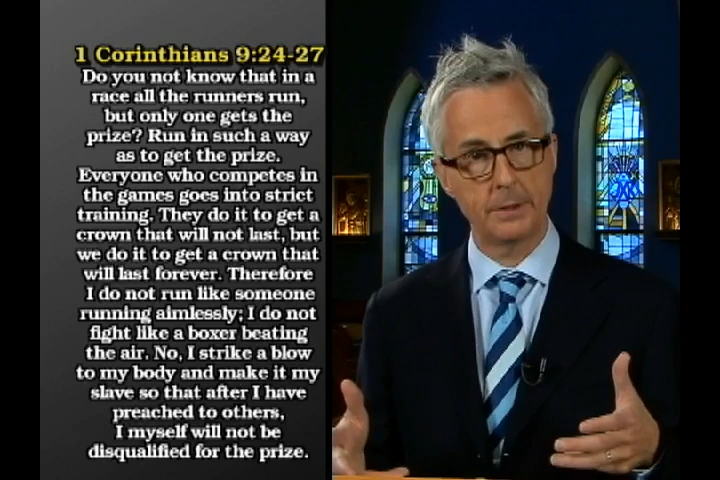 1 Corinthians 9:24-27
Do you not know that in a
race all the runners run,
but only one gets the
prize? Run in such a way
as to get the prize.
Everyone who competes in
the games goes into strict
training. They do it to get a
crown that will not last, but
we do it to get a crown that
will last forever. Therefore
I do not run like someone
running aimlessly; I do not
fight like a boxer beating
the air. No, I strike a blow
to my body and make it my
slave so that after I have
preached to others,
I myself will not be
disqualified for the prize.